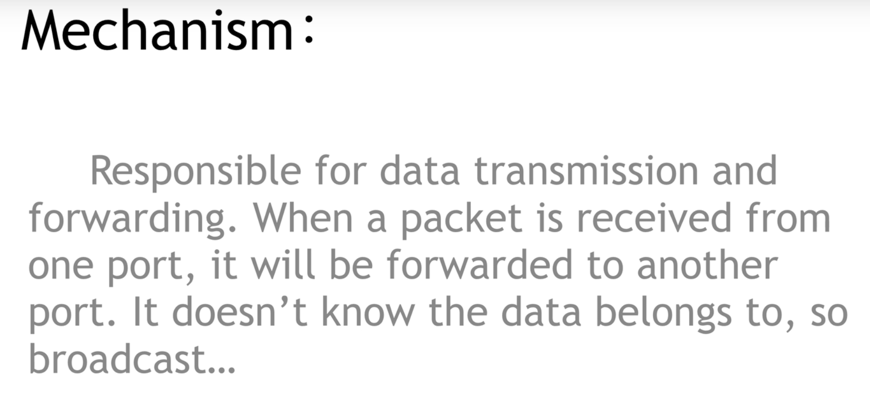 Mechanism：
Responsible for data transmission and
forwarding. When a packet is received from
one port, it will be forwarded to another
port. It doesn’t know the data belongs to, so
broadcast…